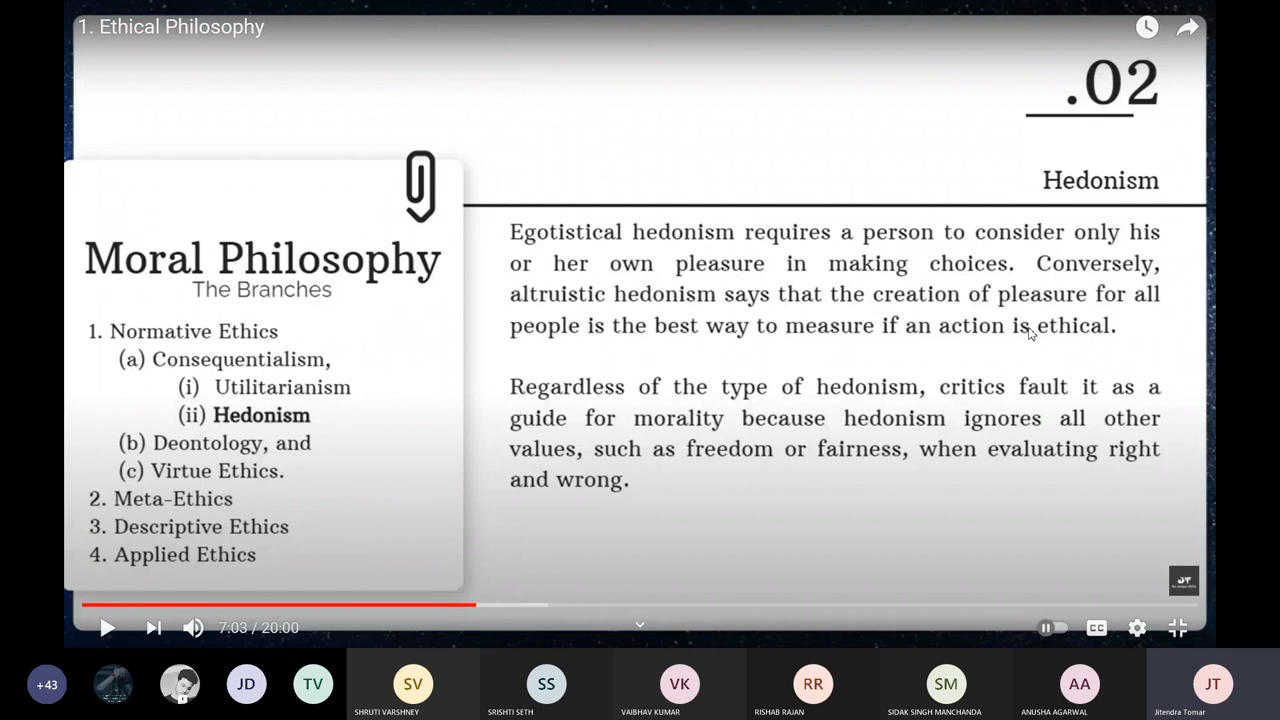 1. Ethical Philosophy
.02
Hedonism
Moral Philosophy
The Branches
1. Normative Ethics
(a) Consequentialism,
(i) Utilitarianism
(ii) Hedonism
(b) Deontology, and
(c) Virtue Ethics.
2. Meta-Ethics
3. Descriptive Ethics
4. Applied Ethics
Egotistical hedonism requires a person to consider only his
or her own pleasure in making choices. Conversely,
altruistic hedonism says that the creation of pleasure for all
people is the best way to measure if an action is ethical.
Regardless of the type of hedonism, critics fault it as a
guide for morality because hedonism ignores all other
values, such as freedom or fairness, when evaluating right
and wrong.
7:03 / 20:00
CC
+43
JD
TV
SV
SHRUTI VARSHNEY
SS
SRISHTI SETH
VK
VAIBHAV KUMAR
RR
RISHAB RAJAN
SM
SIDAK SINGH MANCHANDA
AA
ANUSHA AGARWAL
JT
Jitendra Tomar